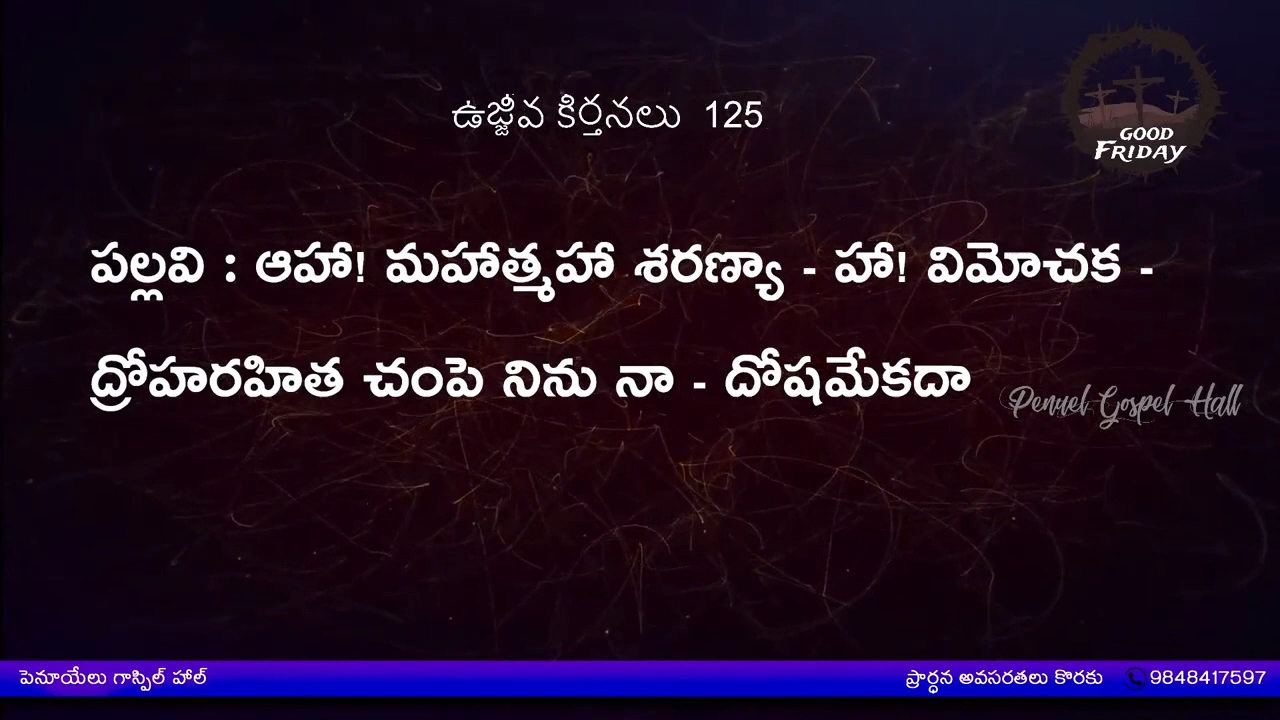 ఉజ్జీవ కిర్తనలు 125
GOOD
FRIDAY
పల్లవి : ఆహా! మహాత్మహా శరణ్యా - హా! విమోచక -
ద్రోహరహిత చంపె నిను నా - దోషమేకదా
Penuel Gospel Hall
పెనూయేలు గాస్పెల్ హాల్
ప్రార్ధన అవసరతలు కొరకు 9848417597